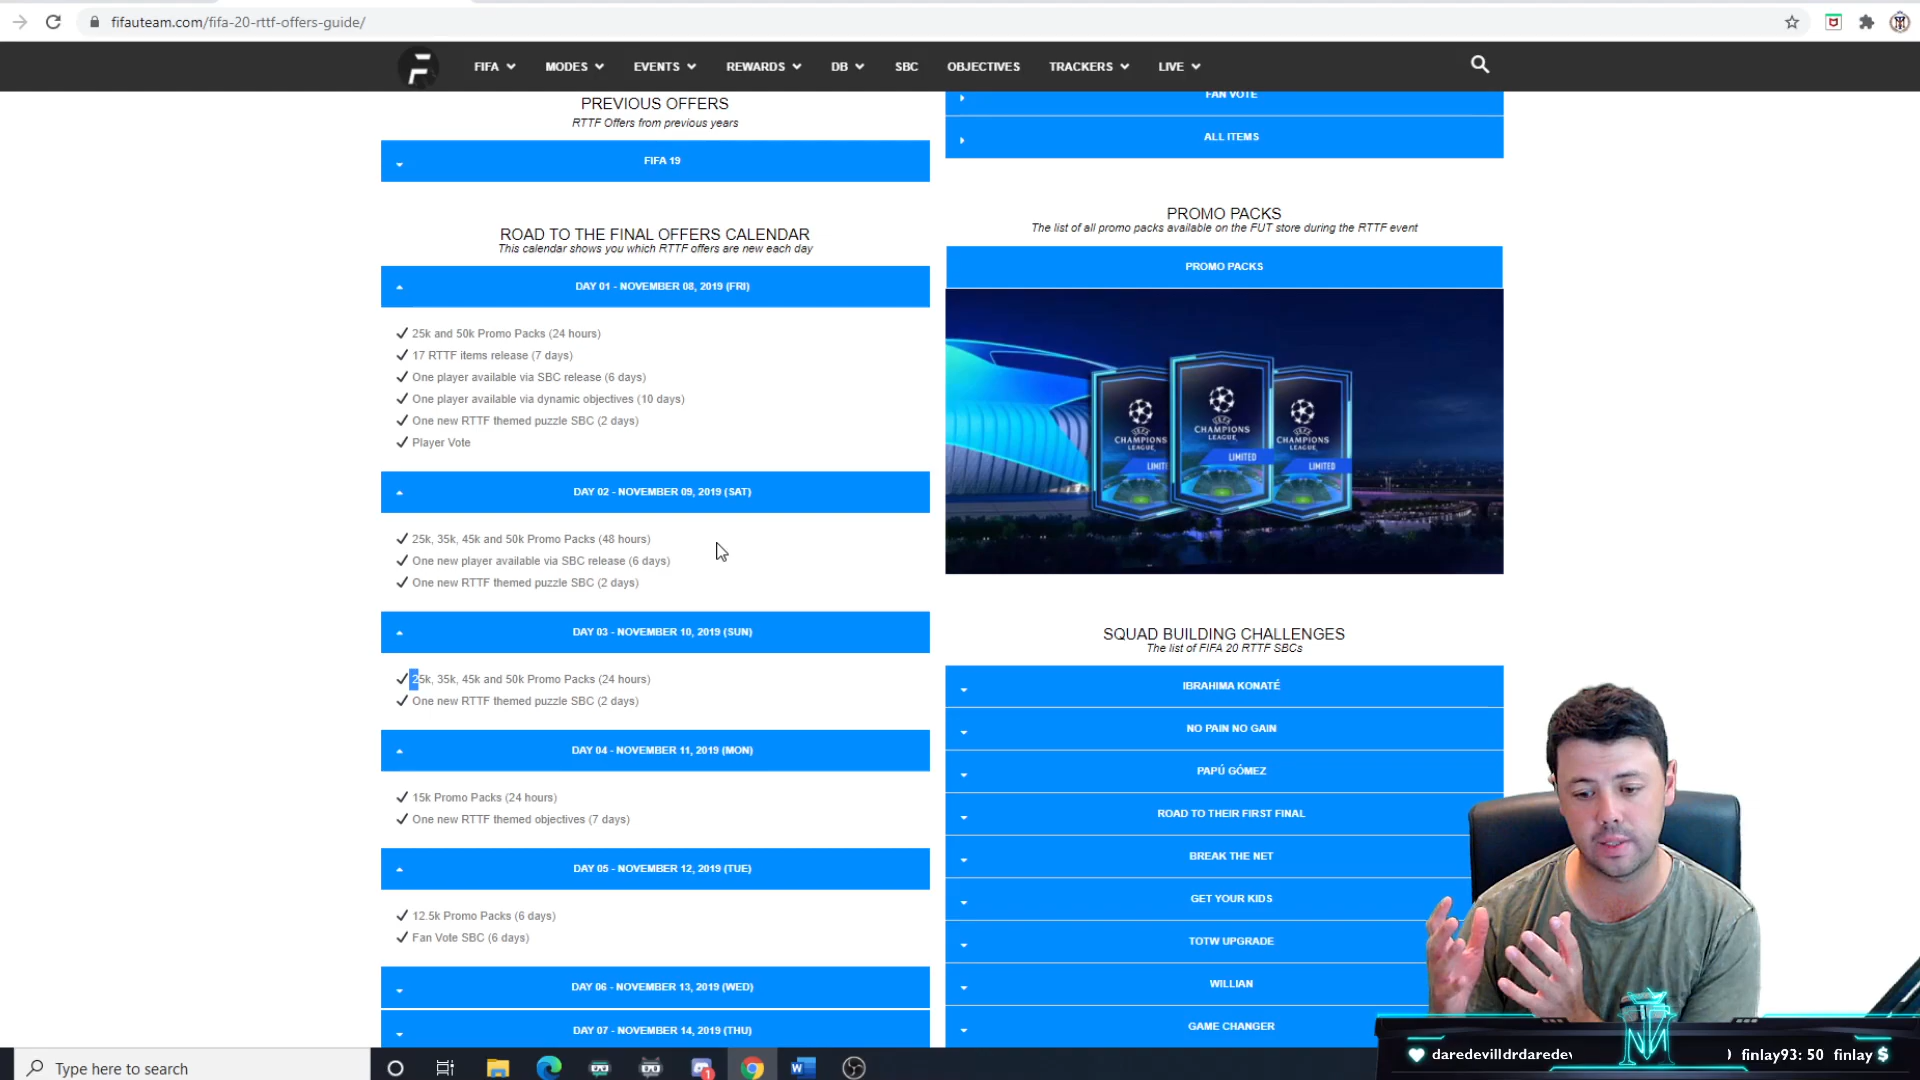 fifauteam.com/fifa-20-rttf-offers-guide/
FIFA MODES EVENTS REWARDS DB SBC OBJECTIVES TRACKERS LIVE
PREVIOUS OFFERS
RTTF Offers from previous years
FIFA 19
ROAD TO THE FINAL OFFERS CALENDAR
This calendar shows you which RTTF offers are new each day
DAY 01 - NOVEMBER 08, 2019 (FRI)
25k and 50k Promo Packs (24 hours)
17 RTTF items release (7 days)
One player available via SBC release (6 days)
One player available via dynamic objectives (10 days)
One new RTTF themed puzzle SBC (2 days)
Player Vote
DAY 02 - NOVEMBER 09, 2019 (SAT)
25k, 35k, 45k and 50k Promo Packs (48 hours)
One new player available via SBC release (6 days)
One new RTTF themed puzzle SBC (2 days)
DAY 03 - NOVEMBER 10, 2019 (SUN)
25k, 35k, 45k and 50k Promo Packs (24 hours)
One new RTTF themed puzzle SBC (2 days)
DAY 04 - NOVEMBER 11, 2019 (MON)
15k Promo Packs (24 hours)
One new RTTF themed objectives (7 days)
DAY 05 - NOVEMBER 12, 2019 (TUE)
12.5k Promo Packs (6 days)
Fan Vote SBC (6 days)
DAY 06 - NOVEMBER 13, 2019 (WED)
DAY 07 - NOVEMBER 14, 2019 (THU)
FAN VOTE
ALL ITEMS
PROMO PACKS
The list of all promo packs available on the FUT store during the RTTF event
PROMO PACKS
CHAMPIONS LEAGUE LIMITED
CHAMPIONS LEAGUE LIMITED
CHAMPIONS LEAGUE LIMITED
SQUAD BUILDING CHALLENGES
The list of FIFA 20 RTTF SBCs
IBRAHIMA KONATÉ
NO PAIN NO GAIN
PAPÚ GÓMEZ
ROAD TO THEIR FIRST FINAL
BREAK THE NET
GET YOUR KIDS
TOTW UPGRADE
WILLIAN
GAME CHANGER
daredevilldrdaredev
finlay93: 50 finlay
Type here to search